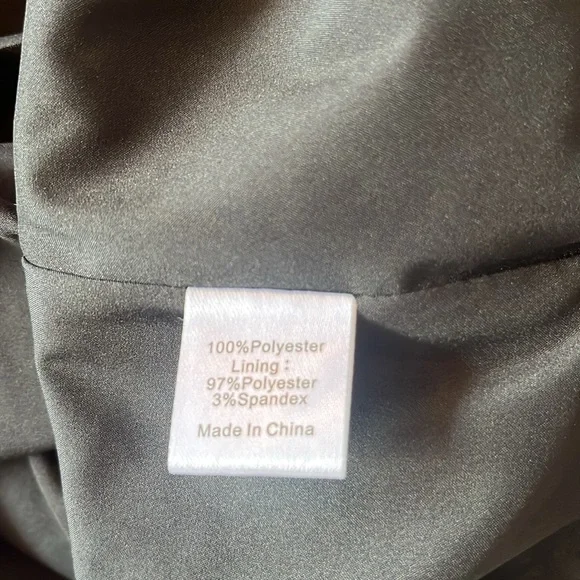 100%Polyester
Lining :
97%Polyester
3%Spandex
Made In China